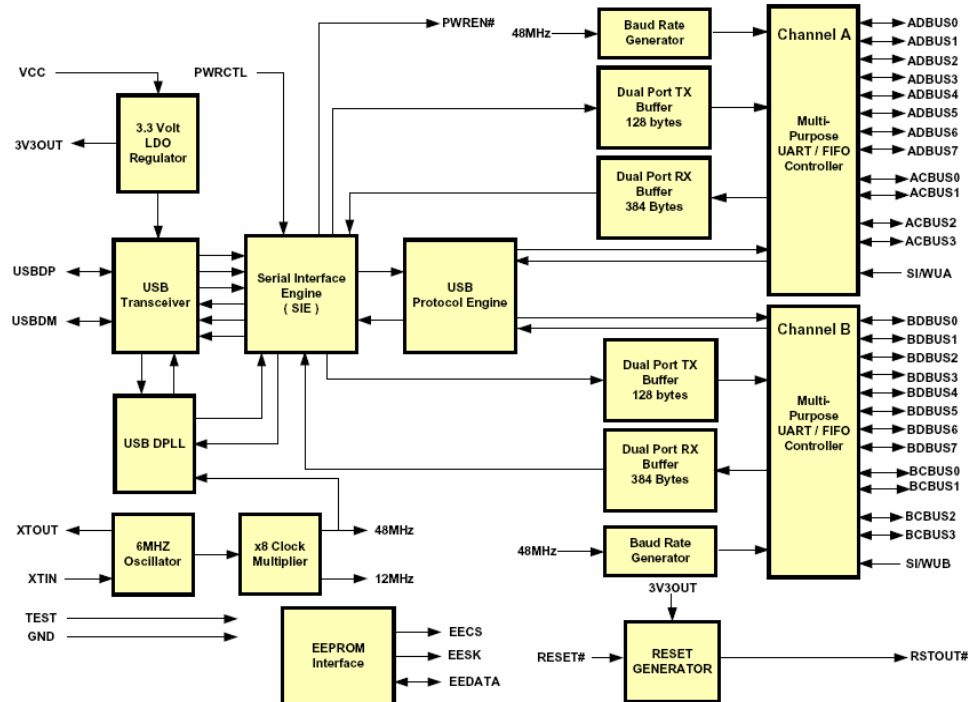 PWREN#
48MHz
Baud Rate
Generator
Channel A
ADBUS0
ADBUS1
ADBUS2
ADBUS3
ADBUS4
ADBUS5
ADBUS6
ADBUS7
ACBUS0
ACBUS1
ACBUS2
ACBUS3
SI/WUA
Multi-
Purpose
UART / FIFO
Controller
VCC
PWRCTL
3V3OUT
3.3 Volt
LDO
Regulator
Dual Port TX
Buffer
128 bytes
Dual Port RX
Buffer
384 Bytes
USBDP
USBDM
USB
Transceiver
Serial Interface
Engine
( SIE )
USB
Protocol Engine
Channel B
BDBUS0
BDBUS1
BDBUS2
BDBUS3
BDBUS4
BDBUS5
BDBUS6
BDBUS7
BCBUS0
BCBUS1
BCBUS2
BCBUS3
SI/WUB
Multi-
Purpose
UART / FIFO
Controller
Dual Port TX
Buffer
128 bytes
Dual Port RX
Buffer
384 Bytes
USB DPLL
XTOUT
XTIN
6MHZ
Oscillator
x8 Clock
Multiplier
48MHz
12MHz
48MHz
Baud Rate
Generator
TEST
GND
EEPROM
Interface
EECS
EESK
EEDATA
3V3OUT
RESET#
RESET
GENERATOR
RSTOUT#